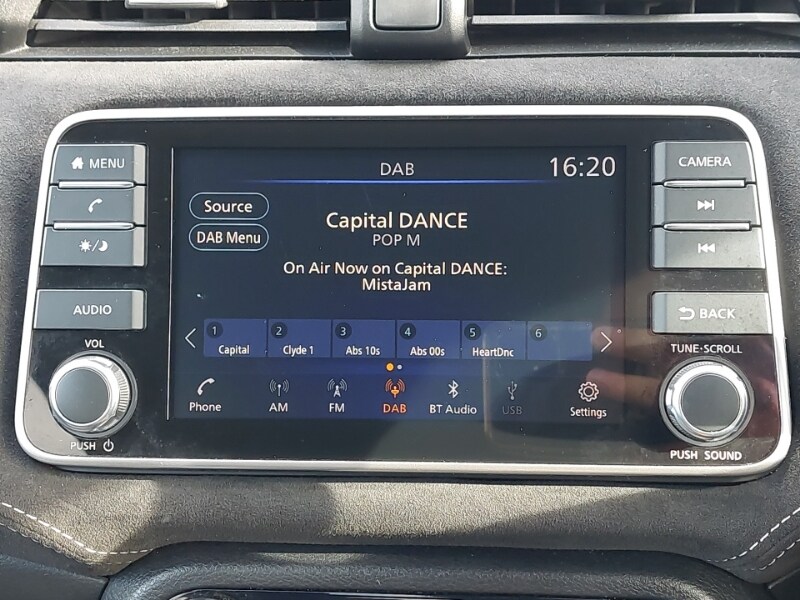 MENU
AUDIO
VOL
PUSH
DAB
16:20
Source
DAB Menu
Capital DANCE
POP M
On Air Now on Capital DANCE:
MistaJam
1 2 3 4 5 6
Capital Clyde 1 Abs 10s Abs 00s HeartDnc
Phone AM FM DAB BT Audio USB Settings
CAMERA
BACK
TUNE·SCROLL
PUSH SOUND